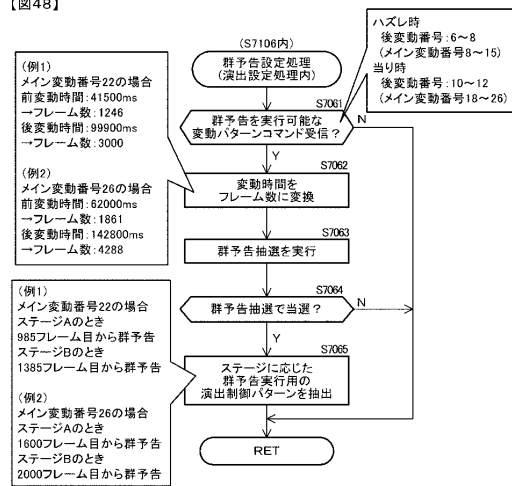 【図48】
(S7106内)
群予告設定処理
(演出設定処理内)
ハズレ時
後変動番号:6~8
(メイン変動番号8~15)
当り時
後変動番号:10~12
(メイン変動番号18~26)
(例1)
メイン変動番号22の場合
前変動時間:41500ms
→フレーム数:1246
後変動時間:99900ms
→フレーム数:3000
(例2)
メイン変動番号26の場合
前変動時間:62000ms
→フレーム数:1861
後変動時間:142800ms
→フレーム数:4288
S7061
群予告を実行可能な
変動パターンコマンド受信?
N
Y
S7062
変動時間を
フレーム数に変換
S7063
群予告抽選を実行
S7064
群予告抽選で当選?
N
Y
S7065
ステージに応じた
群予告実行用の
演出制御パターンを抽出
(例1)
メイン変動番号22の場合
ステージAのとき
985フレーム目から群予告
ステージBのとき
1385フレーム目から群予告
(例2)
メイン変動番号26の場合
ステージAのとき
1600フレーム目から群予告
ステージBのとき
2000フレーム目から群予告
RET